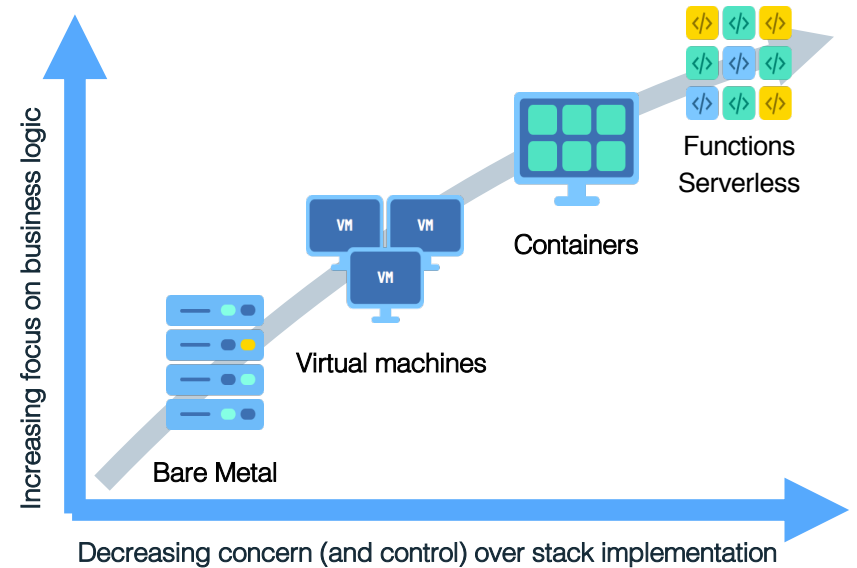 </>
</>
</>
</>
</>
</>
</>
</>
</>
Functions
Serverless
Containers
VM
VM
VM
Virtual machines
Bare Metal
Increasing focus on business logic
Decreasing concern (and control) over stack implementation